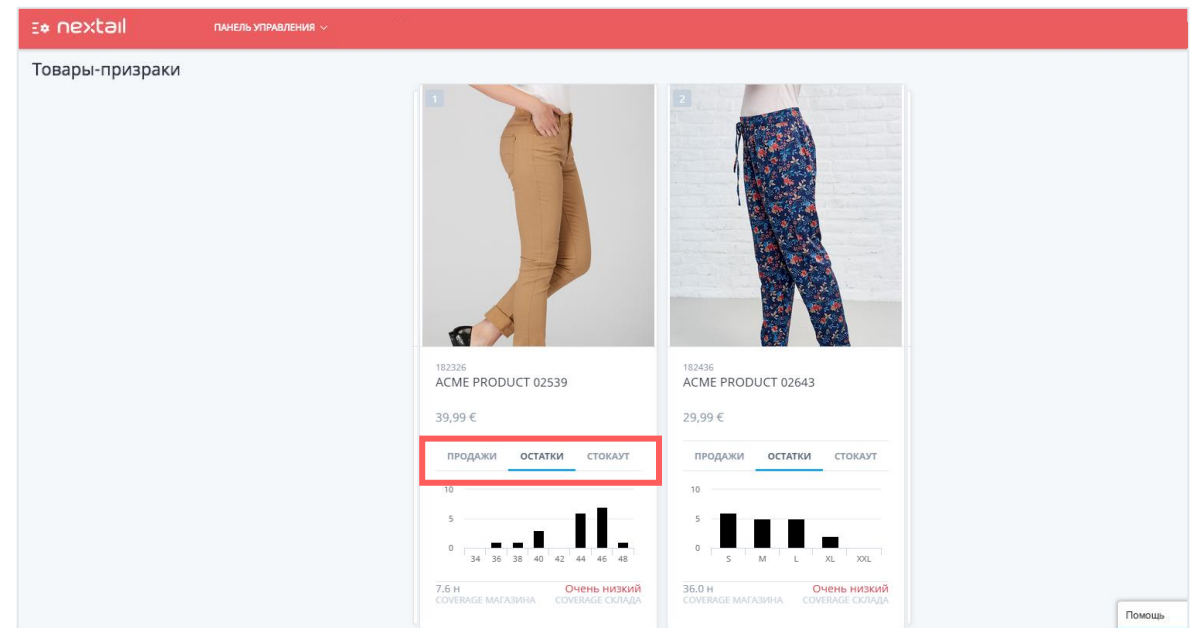 nextail
ПАНЕЛЬ УПРАВЛЕНИЯ
Товары-призраки
1
2
182326
ACME PRODUCT 02539
39,99 €
ПРОДАЖИ ОСТАТКИ СТОКАУТ
10
5
0
34 36 38 40 42 44 46 48
7.6 н Очень низкий
COVERAGE МАГАЗИНА COVERAGE СКЛАДА
182436
ACME PRODUCT 02643
29,99 €
ПРОДАЖИ ОСТАТКИ СТОКАУТ
10
5
0
S M L XL XXL
36.0 н Очень низкий
COVERAGE МАГАЗИНА COVERAGE СКЛАДА
Помощь